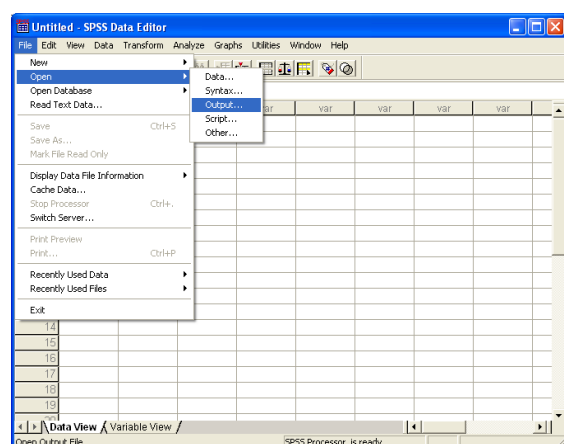 Untitled - SPSS Data Editor
File Edit View Data Transform Analyze Graphs Utilities Window Help
New
Open
Open Database
Read Text Data...
Save Ctrl+S
Save As...
Mark File Read Only
Display Data File Information
Cache Data...
Stop Processor Ctrl+.
Switch Server...
Print Preview
Print... Ctrl+P
Recently Used Data
Recently Used Files
Exit
Data...
Syntax...
Output...
Script...
Other...
var var var var
14
15
16
17
18
19
Data View Variable View
Open Output File SPSS Processor is ready